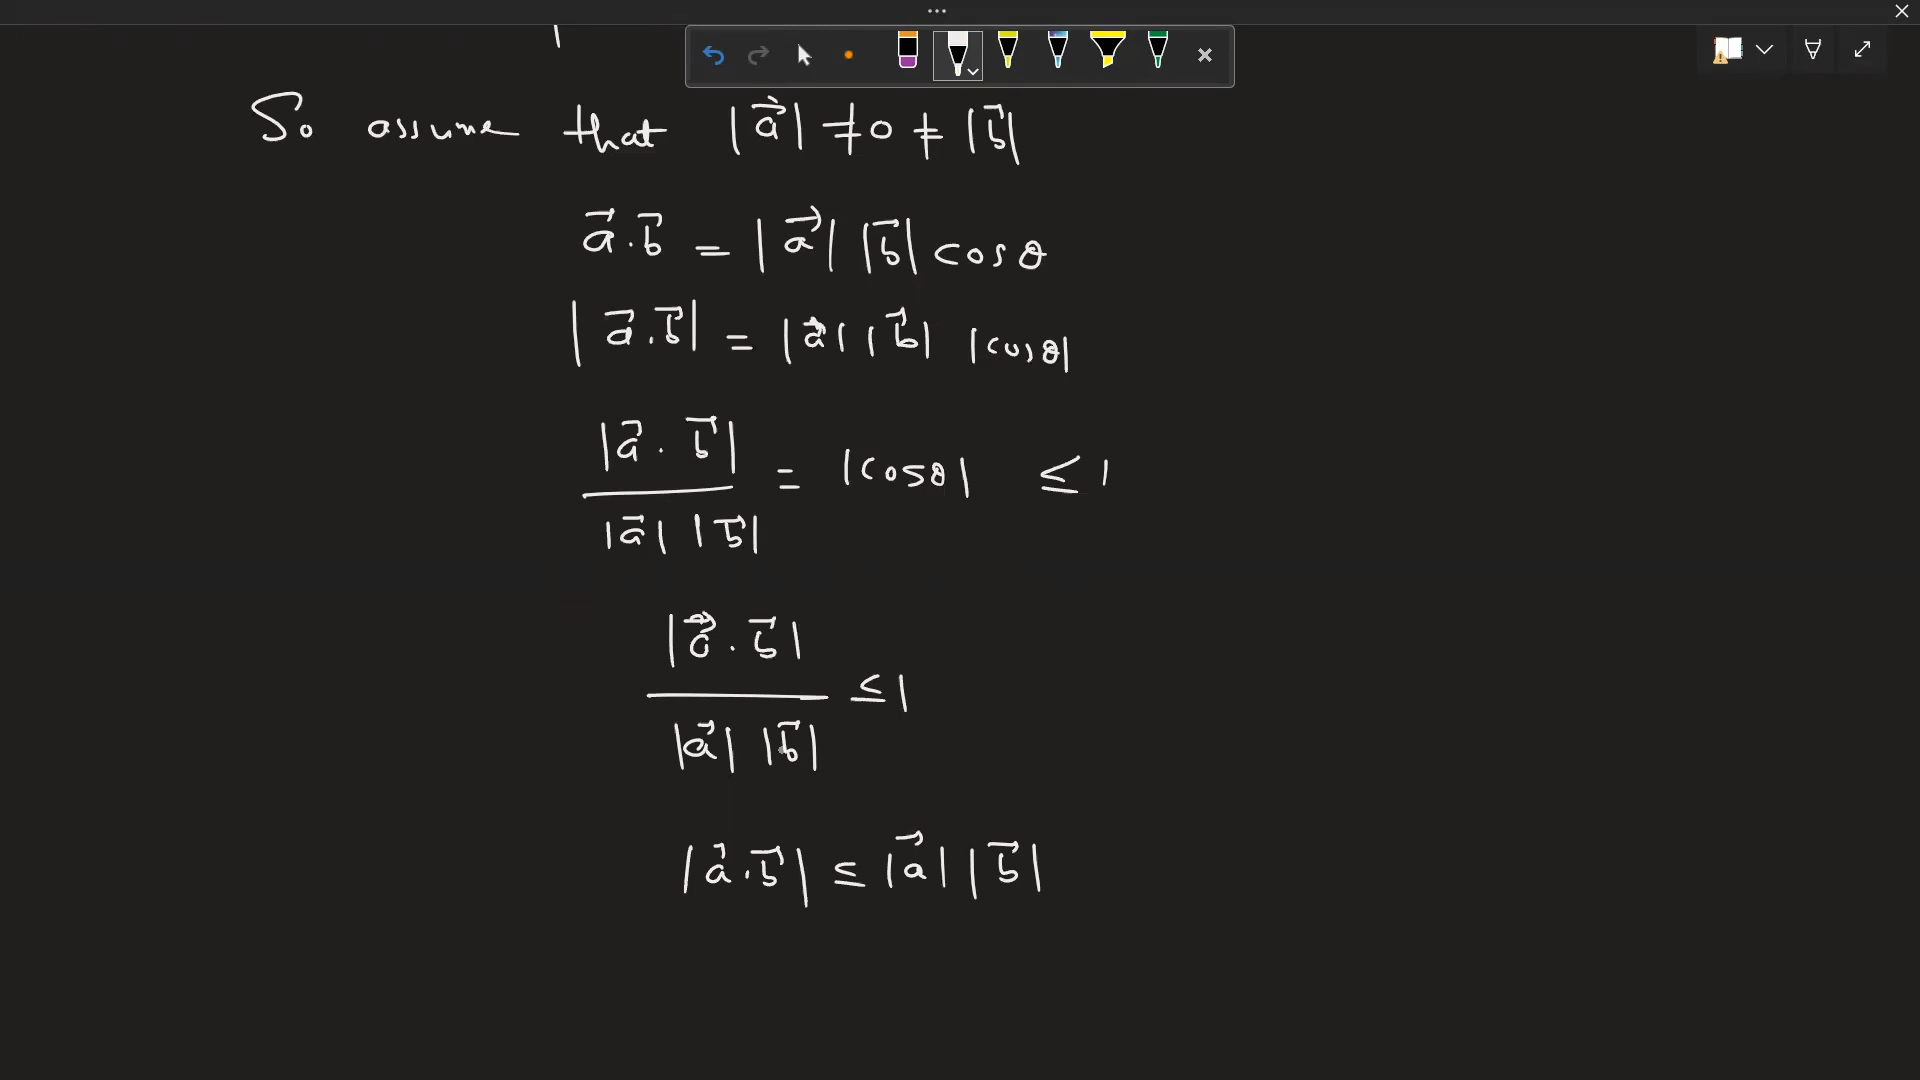 So assume that |a⃗| ≠ 0 ≠ |b⃗|
a⃗ . b⃗ = |a⃗| |b⃗| cos θ
|a⃗ . b⃗| = |a⃗| |b⃗| |cos θ|
|a⃗ . b⃗| / |a⃗| |b⃗| = |cos θ| ≤ 1
|a⃗ . b⃗| / |a⃗| |b⃗| ≤ 1
|a⃗ . b⃗| ≤ |a⃗| |b⃗|